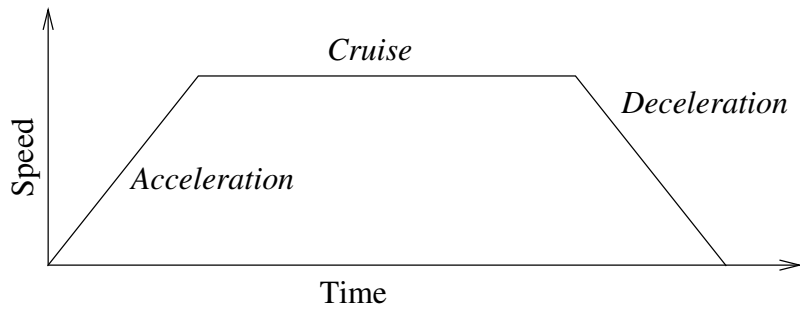 Cruise
Deceleration
Speed
Acceleration
Time